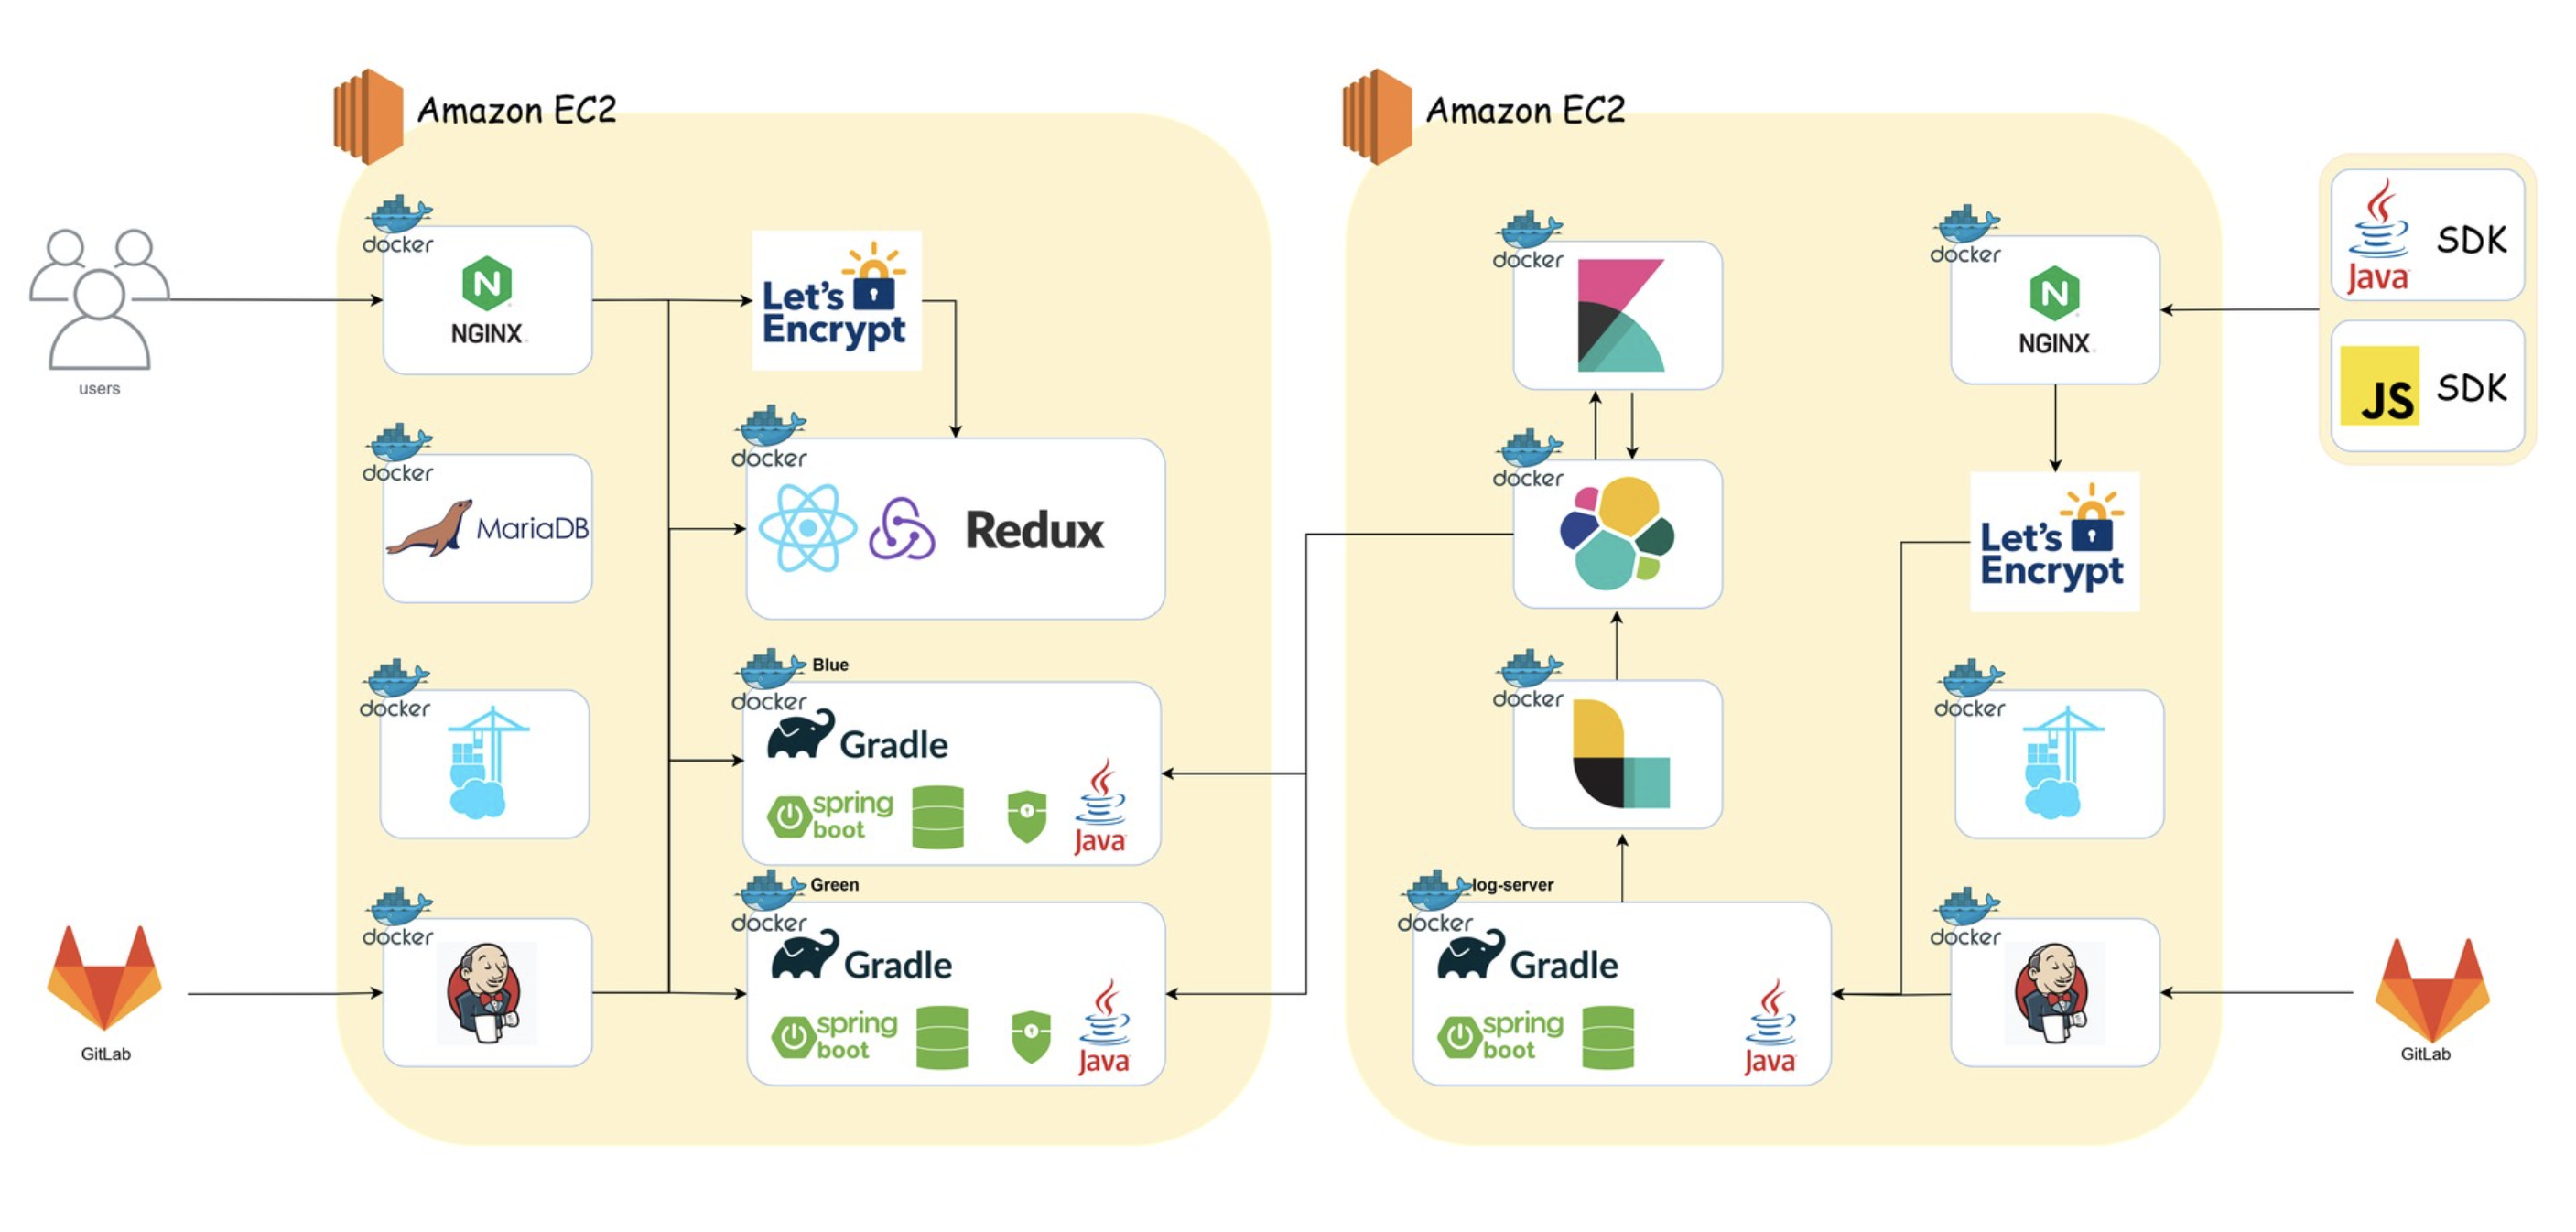 Amazon EC2
Amazon EC2
users
docker
NGINX
Let's
Encrypt
docker
MariaDB
docker
Redux
docker
docker
Blue
Gradle
spring
boot
Java
docker
docker
Green
Gradle
spring
boot
Java
GitLab
docker
docker
docker
docker
log-server
Gradle
spring
boot
Java
docker
NGINX
Let's
Encrypt
docker
docker
Java
SDK
JS
SDK
GitLab